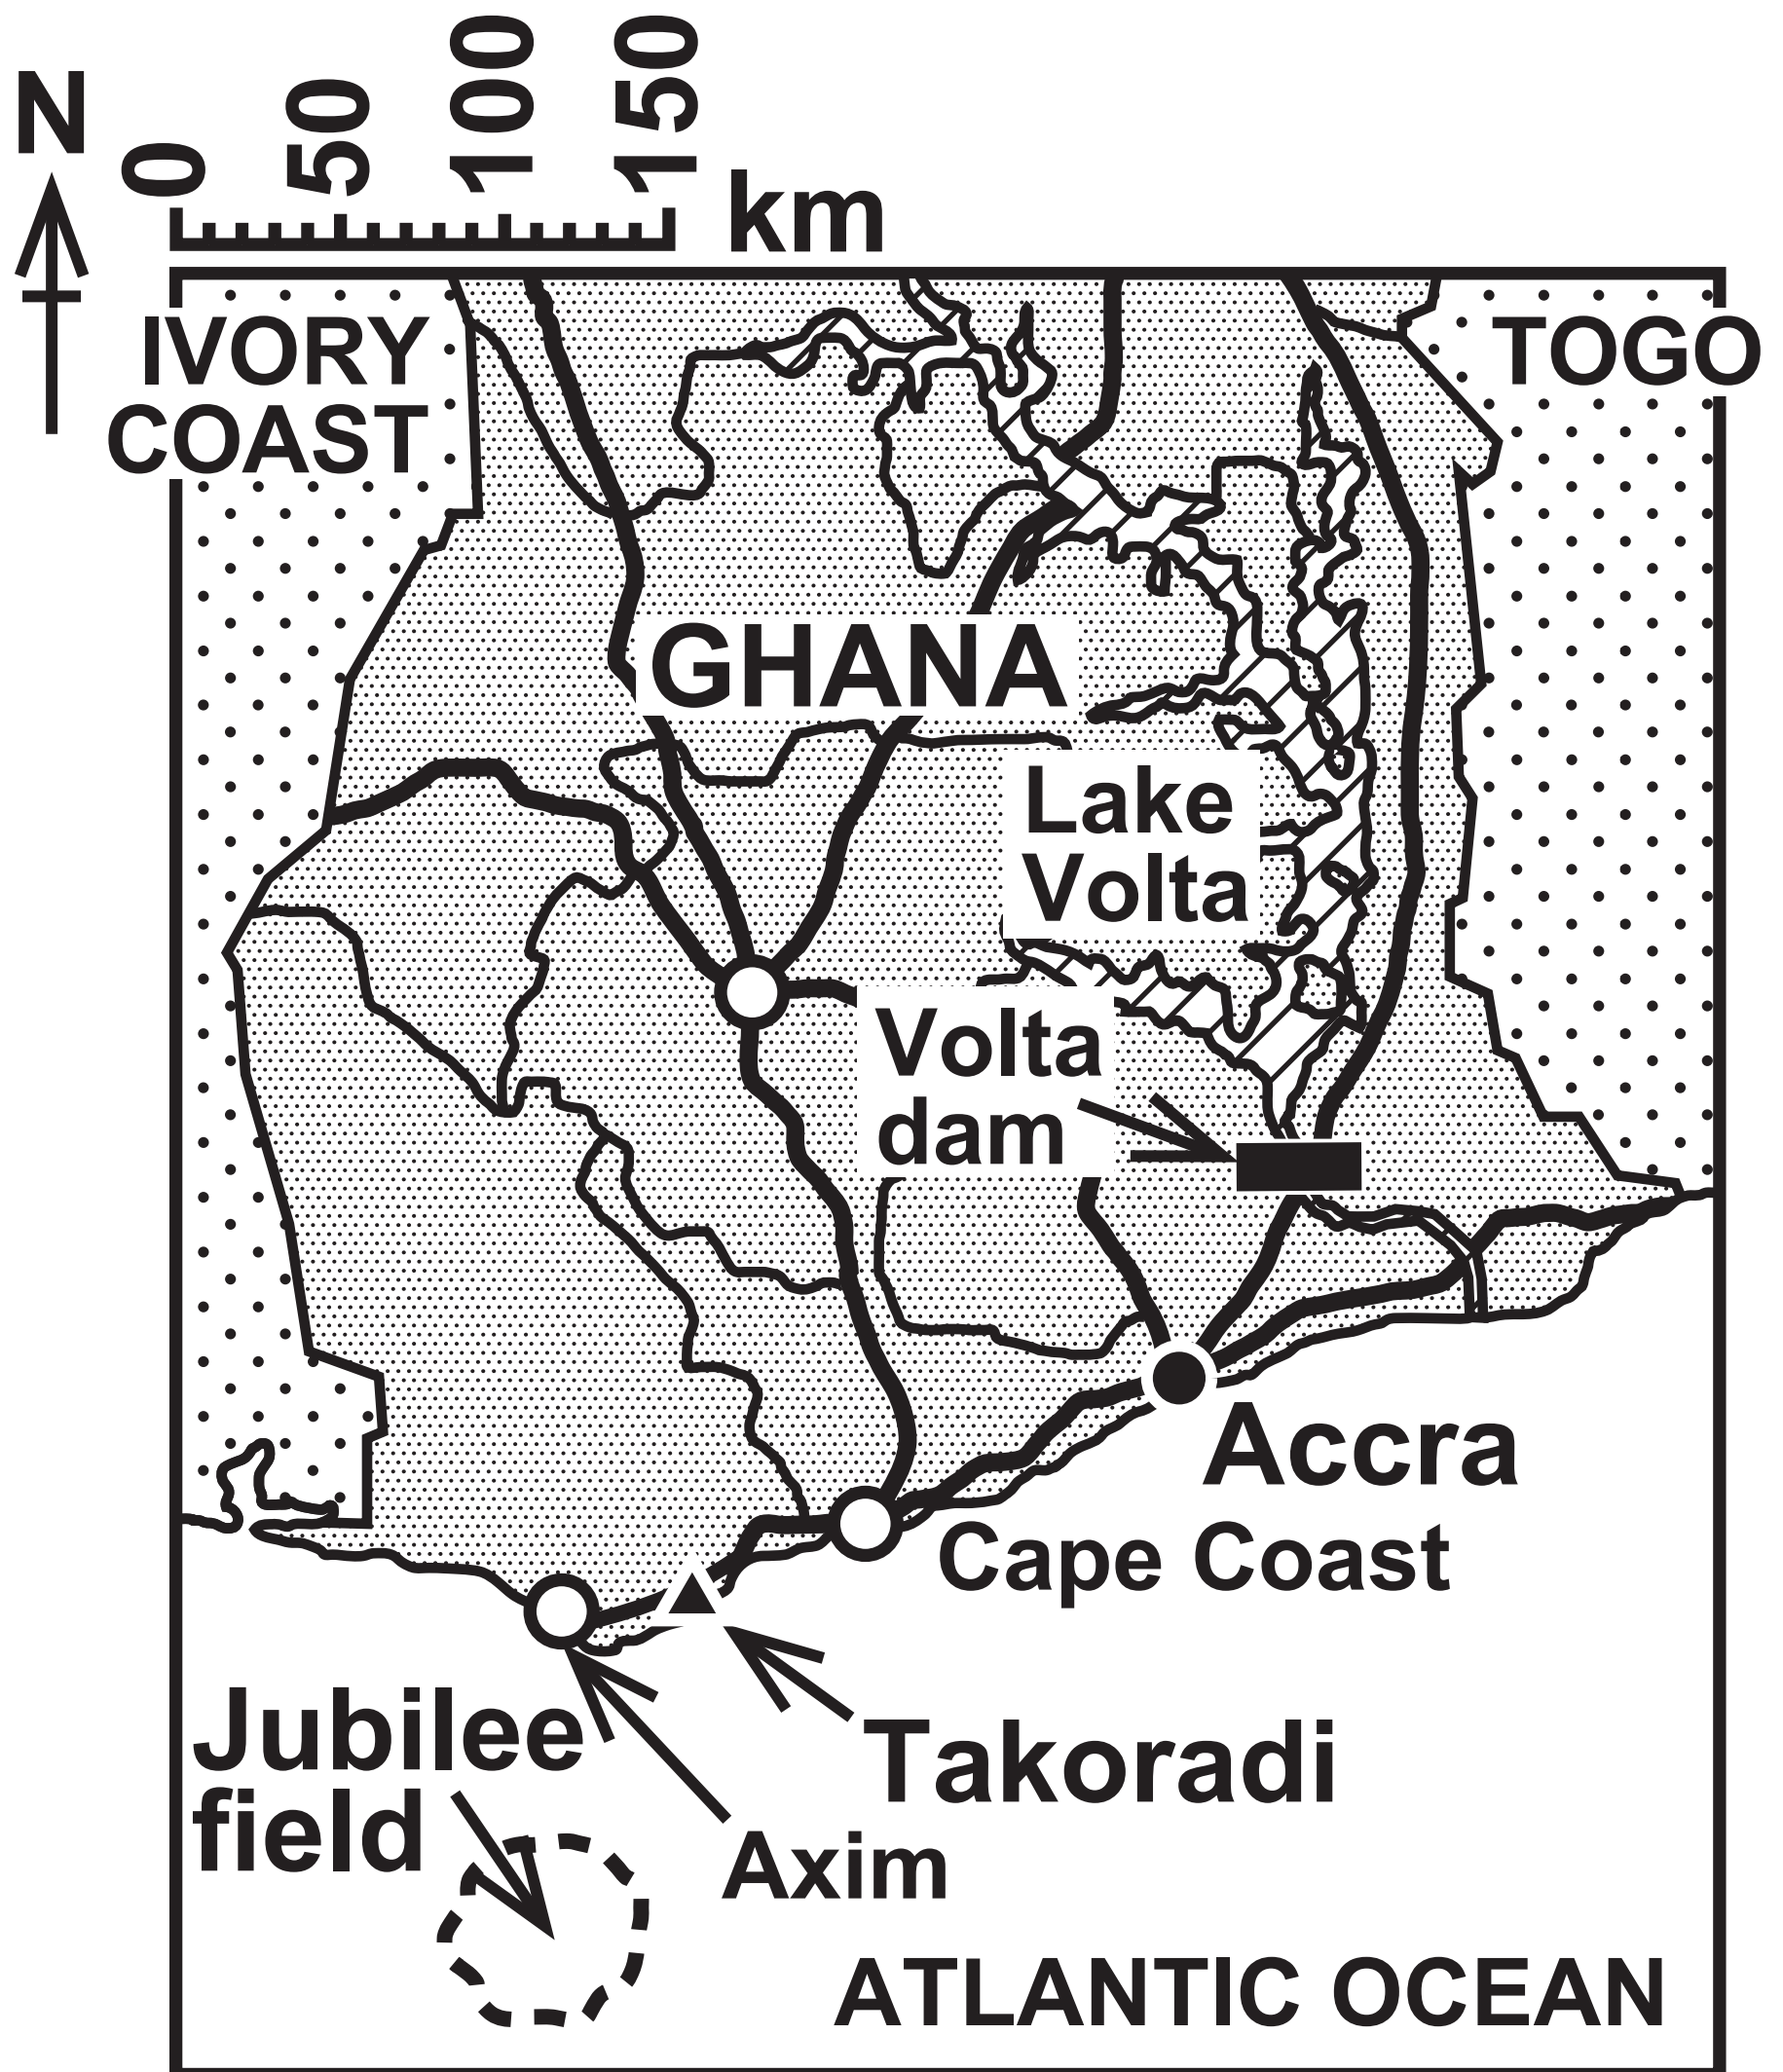 N
0
50
100
150
km
IVORY
COAST
TOGO
GHANA
Lake
Volta
Volta
dam
Accra
Cape Coast
Jubilee
field
Takoradi
Axim
ATLANTIC OCEAN